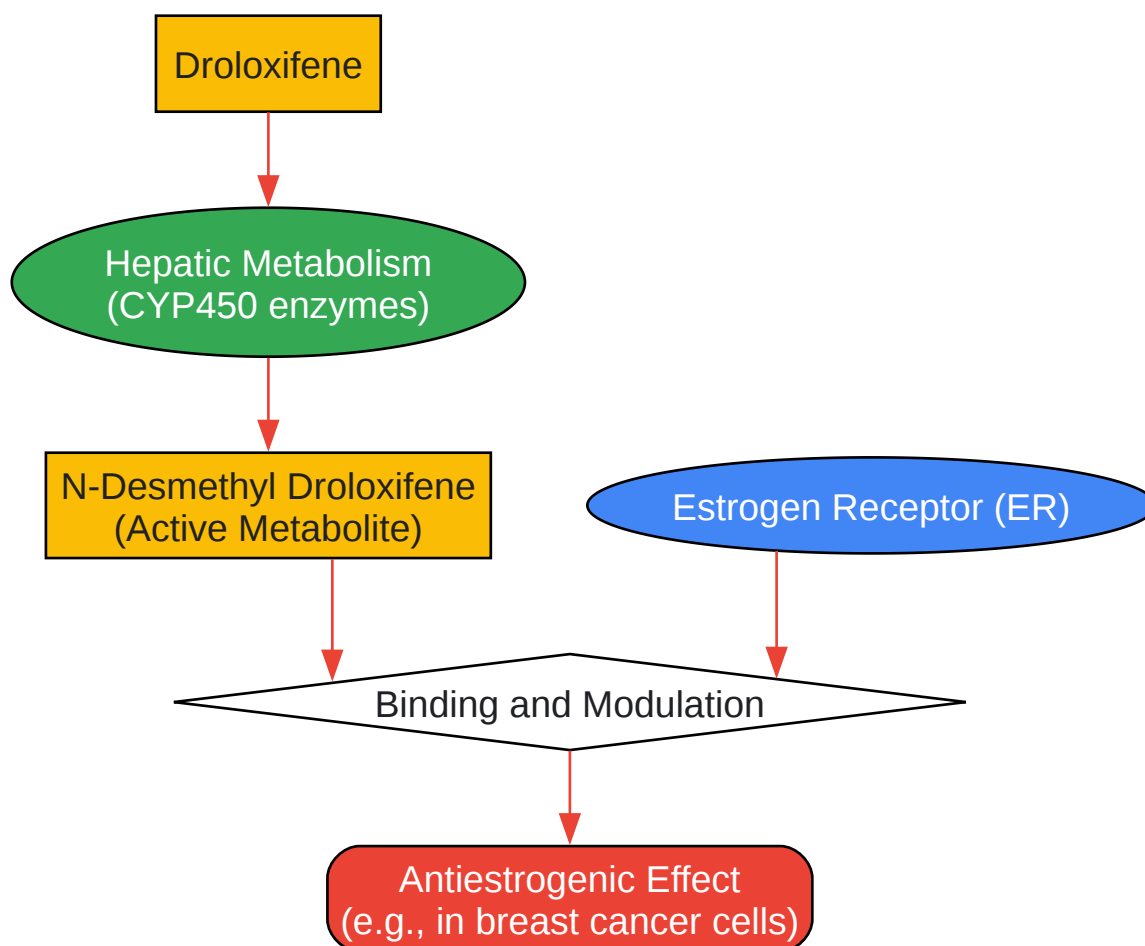 Droloxifene
Hepatic Metabolism
(CYP450 enzymes)
N-Desmethyl Droloxifene
(Active Metabolite)
Estrogen Receptor (ER)
Binding and Modulation
Antiestrogenic Effect
(e.g., in breast cancer cells)